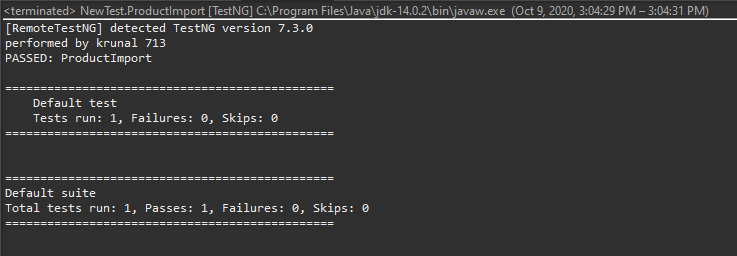 <terminated> NewTest.ProductImport [TestNG] C:\Program Files\Java\jdk-14.0.2\bin\javaw.exe (Oct 9, 2020, 3:04:29 PM – 3:04:31 PM)
[RemoteTestNG] detected TestNG version 7.3.0
performed by krunal 713
PASSED: ProductImport
===============================================
Default test
Tests run: 1, Failures: 0, Skips: 0
===============================================
===============================================
Default suite
Total tests run: 1, Passes: 1, Failures: 0, Skips: 0
===============================================